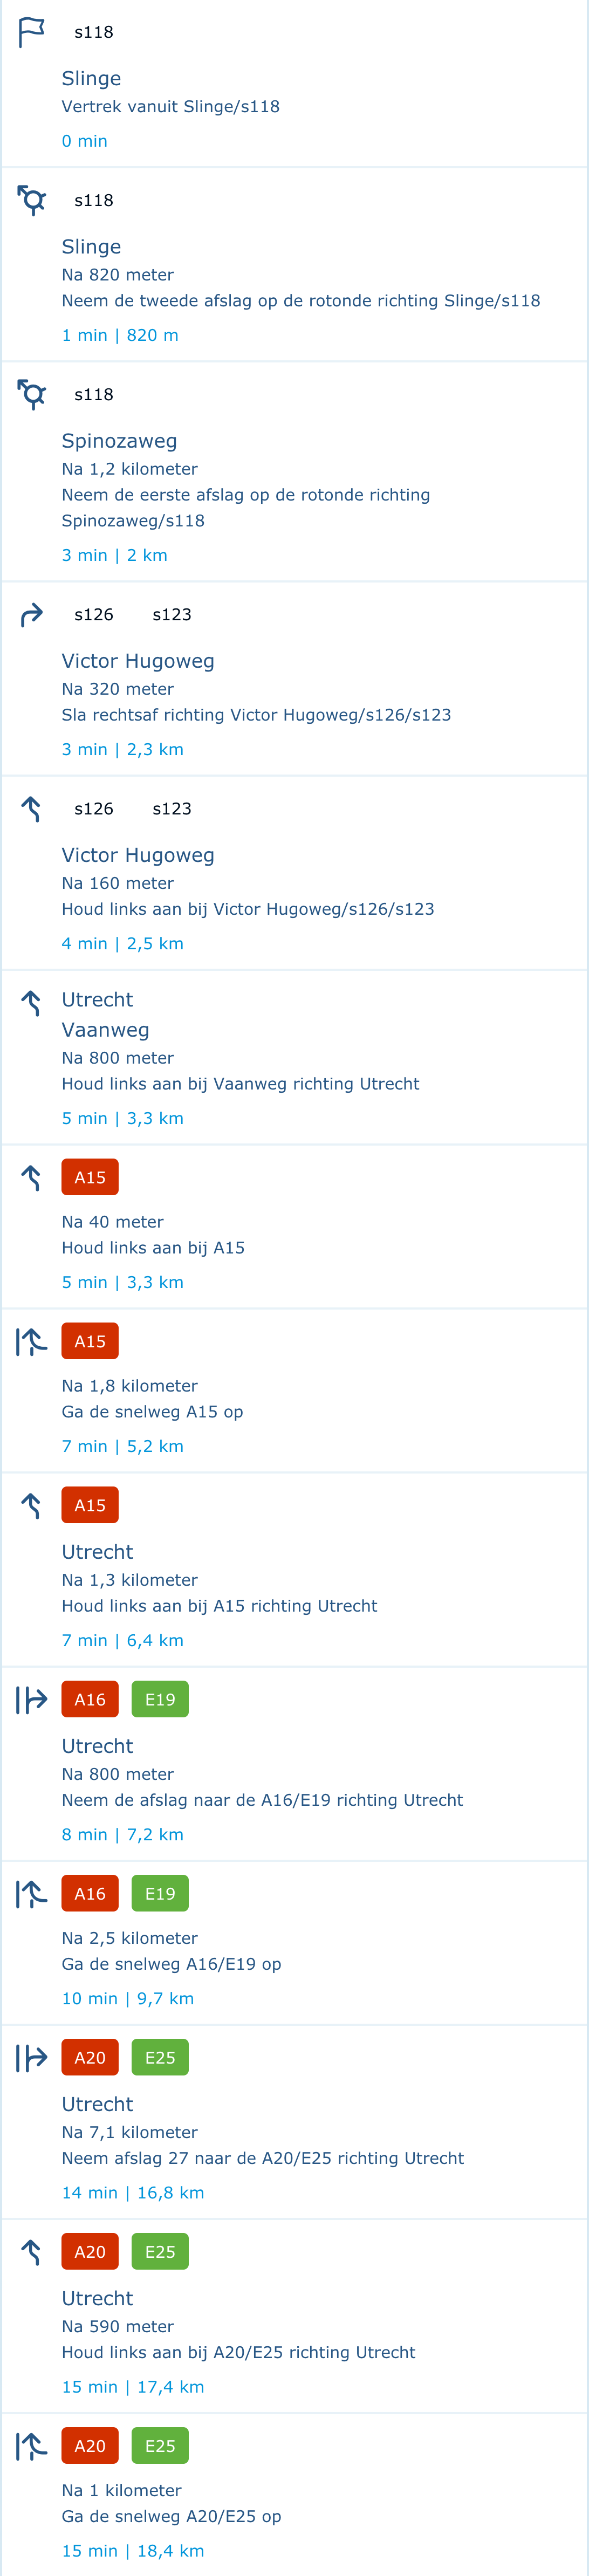 s118
Slinge
Vertrek vanuit Slinge/s118
0 min
s118
Slinge
Na 820 meter
Neem de tweede afslag op de rotonde richting Slinge/s118
1 min | 820 m
s118
Spinozaweg
Na 1,2 kilometer
Neem de eerste afslag op de rotonde richting
Spinozaweg/s118
3 min | 2 km
s126 s123
Victor Hugoweg
Na 320 meter
Sla rechtsaf richting Victor Hugoweg/s126/s123
3 min | 2,3 km
s126 s123
Victor Hugoweg
Na 160 meter
Houd links aan bij Victor Hugoweg/s126/s123
4 min | 2,5 km
Utrecht
Vaanweg
Na 800 meter
Houd links aan bij Vaanweg richting Utrecht
5 min | 3,3 km
A15
Na 40 meter
Houd links aan bij A15
5 min | 3,3 km
A15
Na 1,8 kilometer
Ga de snelweg A15 op
7 min | 5,2 km
A15
Utrecht
Na 1,3 kilometer
Houd links aan bij A15 richting Utrecht
7 min | 6,4 km
A16 E19
Utrecht
Na 800 meter
Neem de afslag naar de A16/E19 richting Utrecht
8 min | 7,2 km
A16 E19
Na 2,5 kilometer
Ga de snelweg A16/E19 op
10 min | 9,7 km
A20 E25
Utrecht
Na 7,1 kilometer
Neem afslag 27 naar de A20/E25 richting Utrecht
14 min | 16,8 km
A20 E25
Utrecht
Na 590 meter
Houd links aan bij A20/E25 richting Utrecht
15 min | 17,4 km
A20 E25
Na 1 kilometer
Ga de snelweg A20/E25 op
15 min | 18,4 km